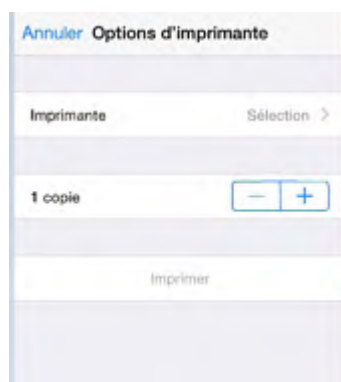 Annuler Options d'imprimante
Imprimante Sélection >
1 copie − +
Imprimer